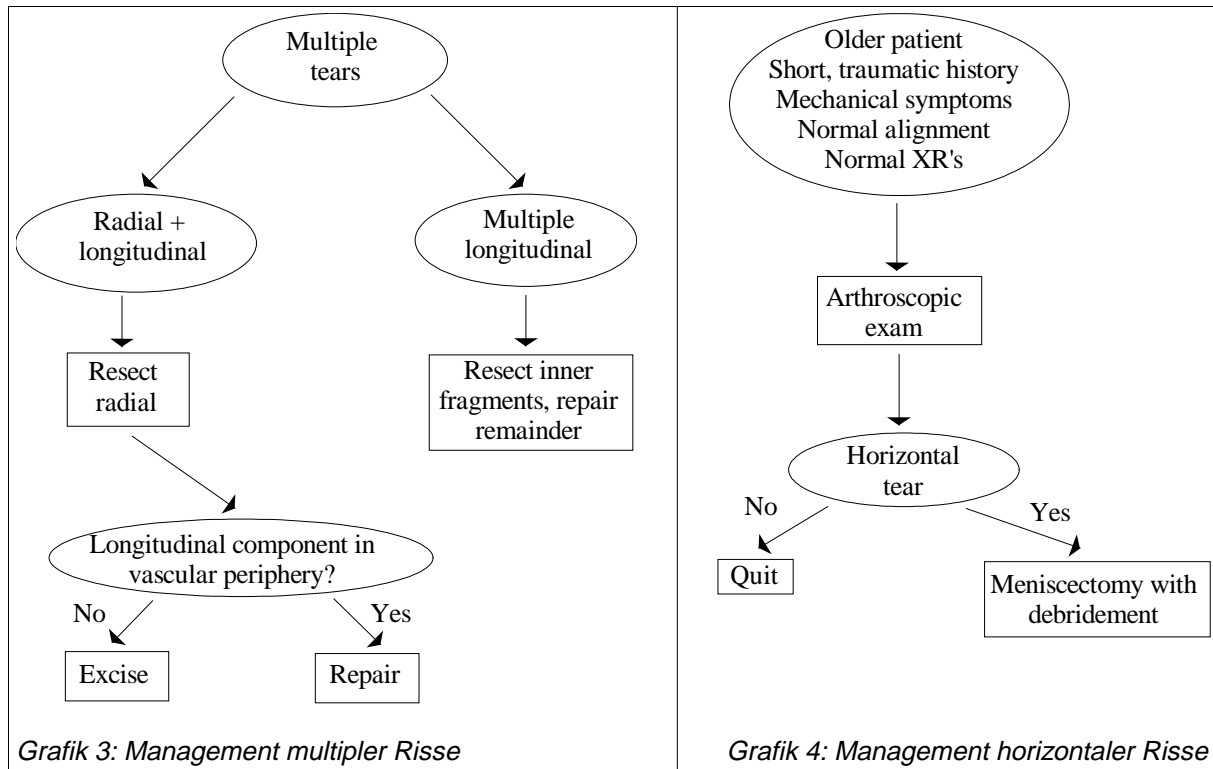 Multiple
tears
Radial +
longitudinal
Multiple
longitudinal
Resect
radial
Resect inner
fragments, repair
remainder
Longitudinal component in
vascular periphery?
No
Yes
Excise
Repair
Grafik 3: Management multipler Risse
Older patient
Short, traumatic history
Mechanical symptoms
Normal alignment
Normal XR's
Arthroscopic
exam
Horizontal
tear
No
Yes
Quit
Meniscectomy with
debridement
Grafik 4: Management horizontaler Risse